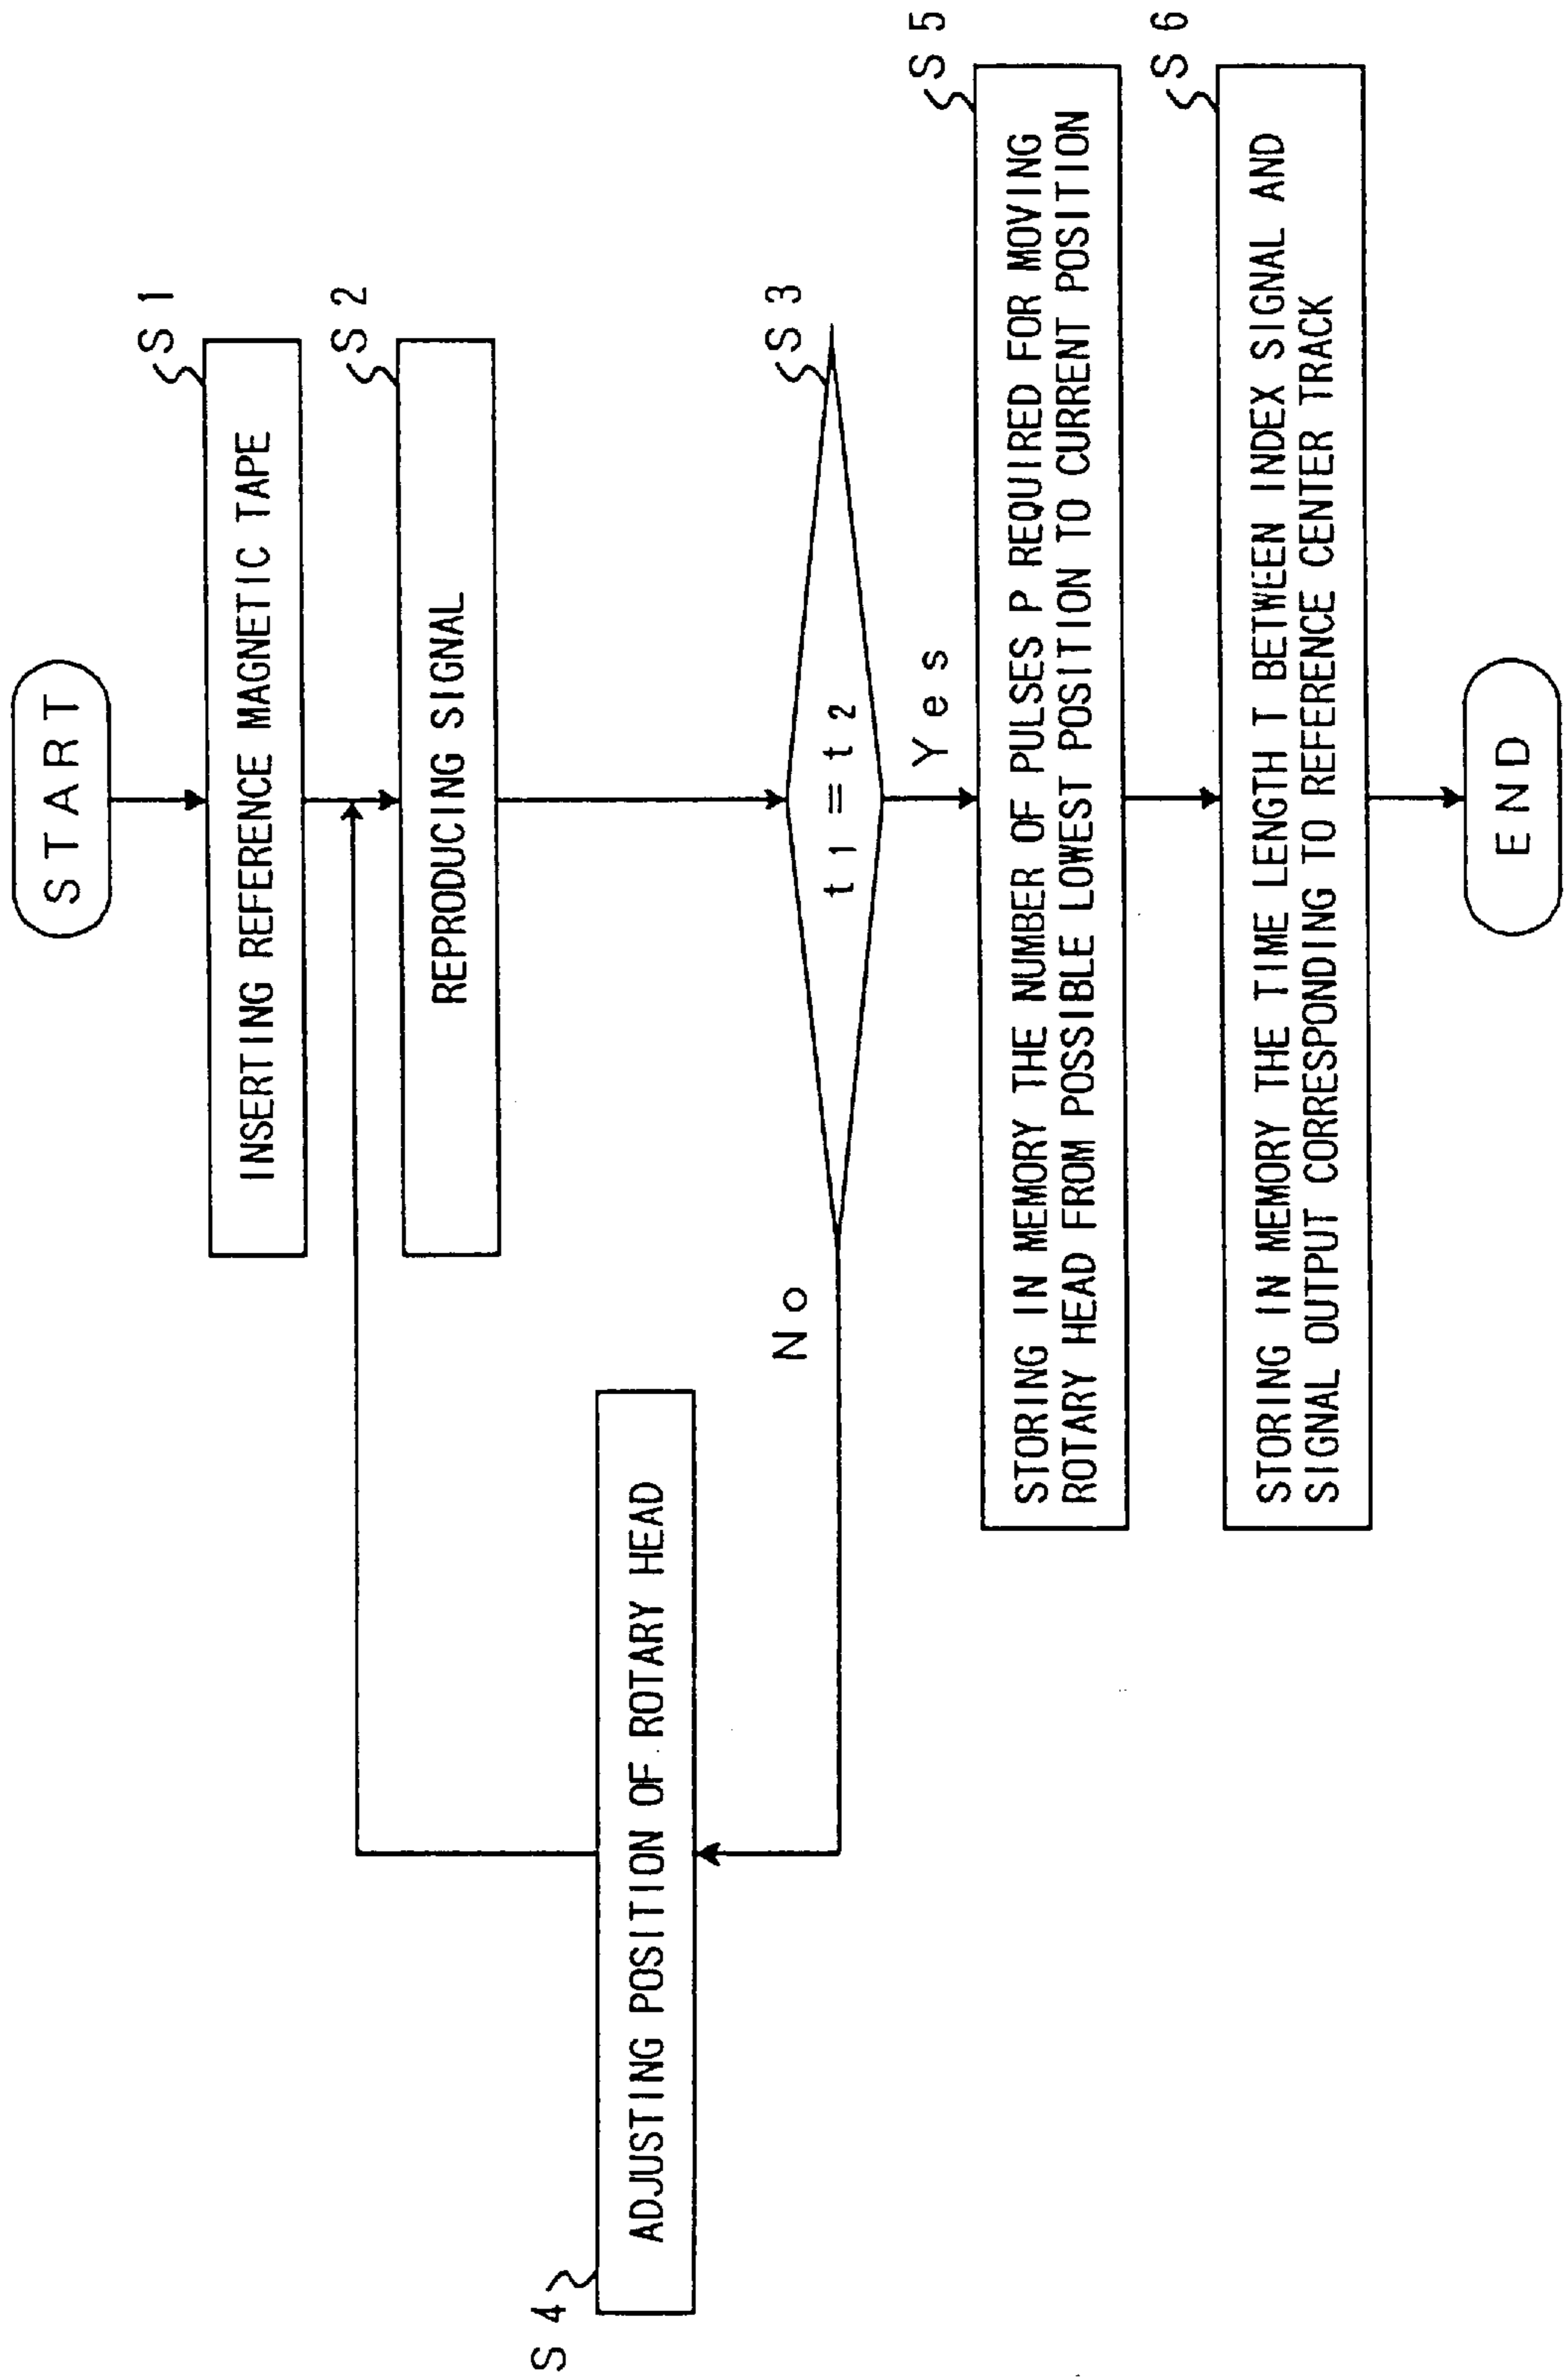 START
S1
INSERTING REFERENCE MAGNETIC TAPE
S2
REPRODUCING SIGNAL
S3
t1=t2
No
Yes
S4
ADJUSTING POSITION OF ROTARY HEAD
S5
STORING IN MEMORY THE NUMBER OF PULSES P REQUIRED FOR MOVING
ROTARY HEAD FROM POSSIBLE LOWEST POSITION TO CURRENT POSITION
S6
STORING IN MEMORY THE TIME LENGTH T BETWEEN INDEX SIGNAL AND
SIGNAL OUTPUT CORRESPONDING TO REFERENCE CENTER TRACK
END